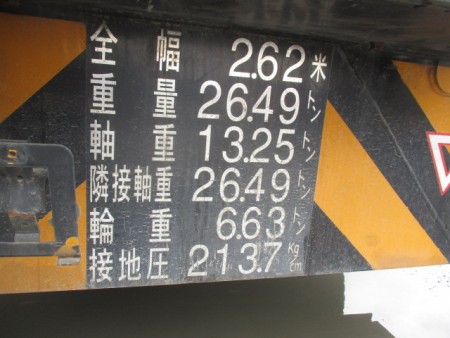 全幅 2.62米
重量 26.49トン
軸重 13.25トン
隣接軸重 26.49トン
輪重 6.63トン
接地圧 213.7Kg/cm